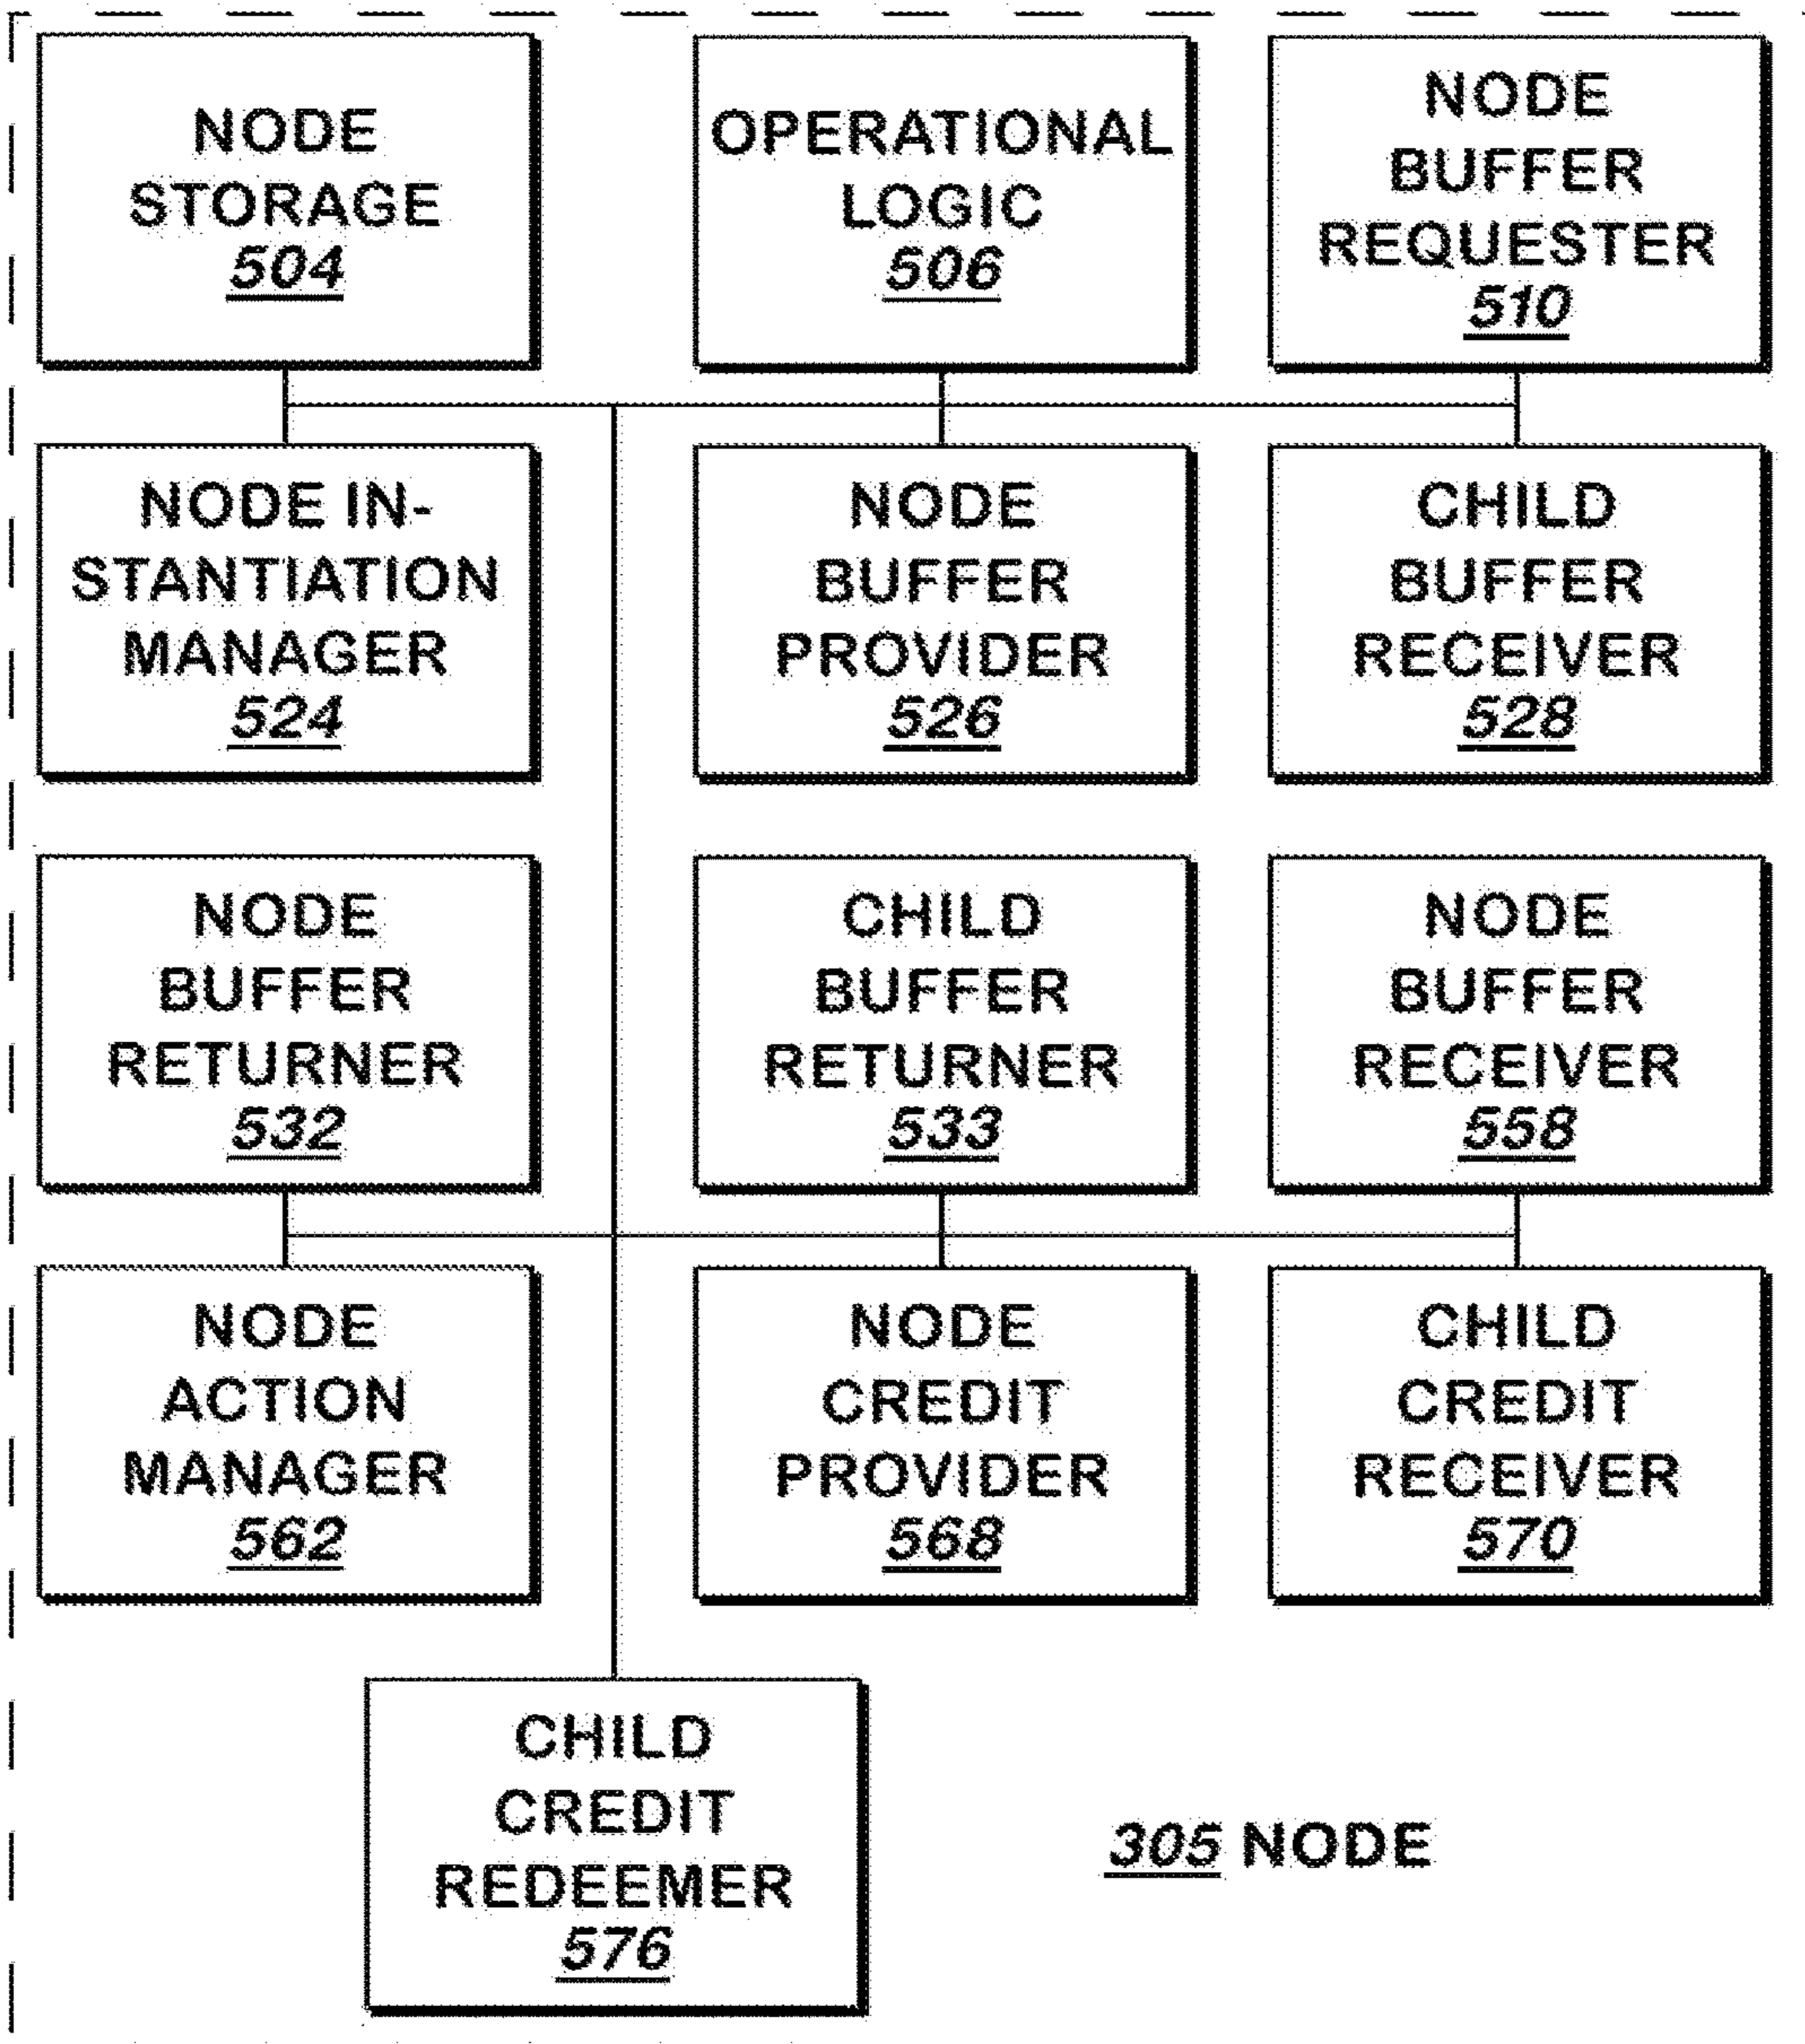 NODE
STORAGE
504
OPERATIONAL
LOGIC
506
NODE
BUFFER
REQUESTER
510
NODE IN-
STANTIATION
MANAGER
524
NODE
BUFFER
PROVIDER
526
CHILD
BUFFER
RECEIVER
528
NODE
BUFFER
RETURNER
532
CHILD
BUFFER
RETURNER
533
NODE
BUFFER
RECEIVER
558
NODE
ACTION
MANAGER
562
NODE
CREDIT
PROVIDER
568
CHILD
CREDIT
RECEIVER
570
CHILD
CREDIT
REDEEMER
576
305 NODE